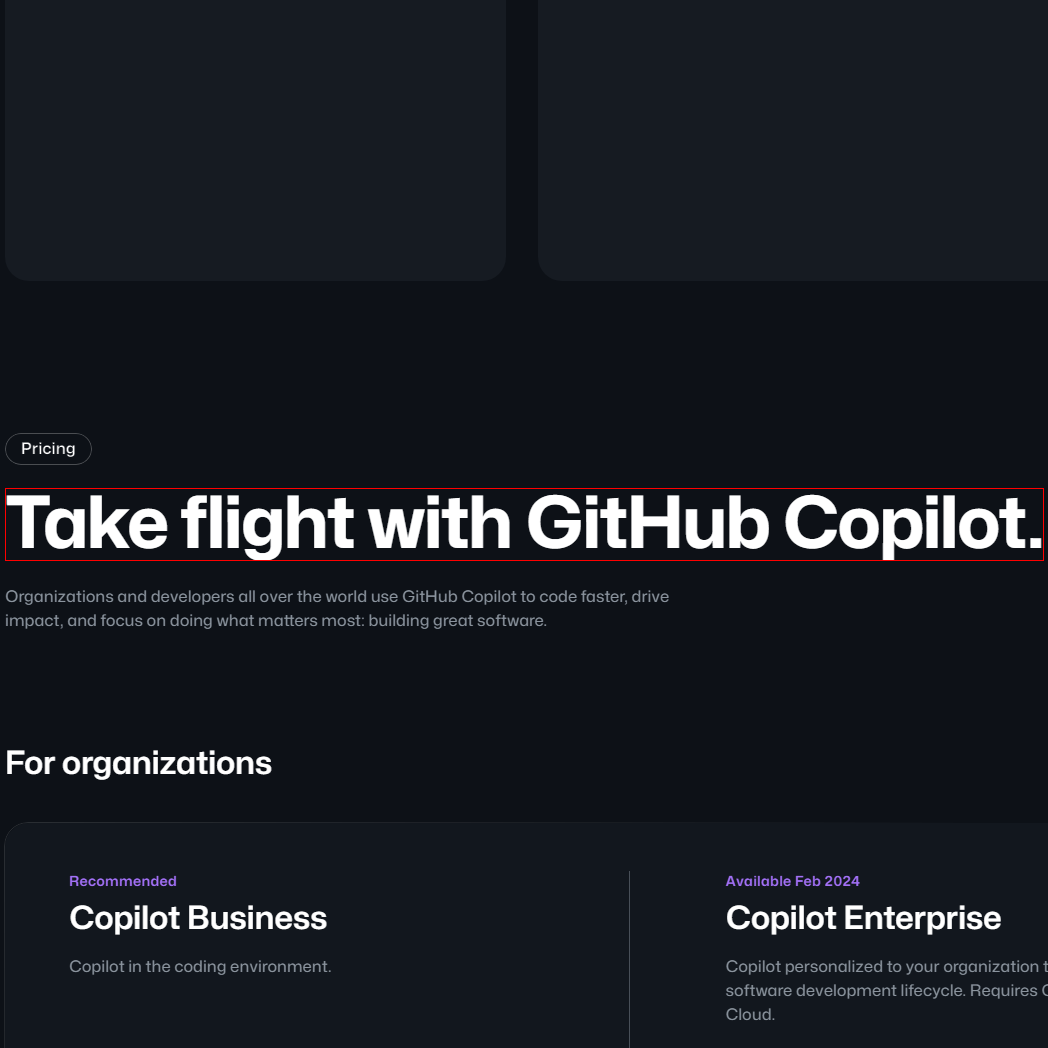 Pricing
Take flight with GitHub Copilot.
Organizations and developers all over the world use GitHub Copilot to code faster, drive
impact, and focus on doing what matters most: building great software.
For organizations
Recommended
Copilot Business
Copilot in the coding environment.
Available Feb 2024
Copilot Enterprise
Copilot personalized to your organization
software development lifecycle. Requires
Cloud.